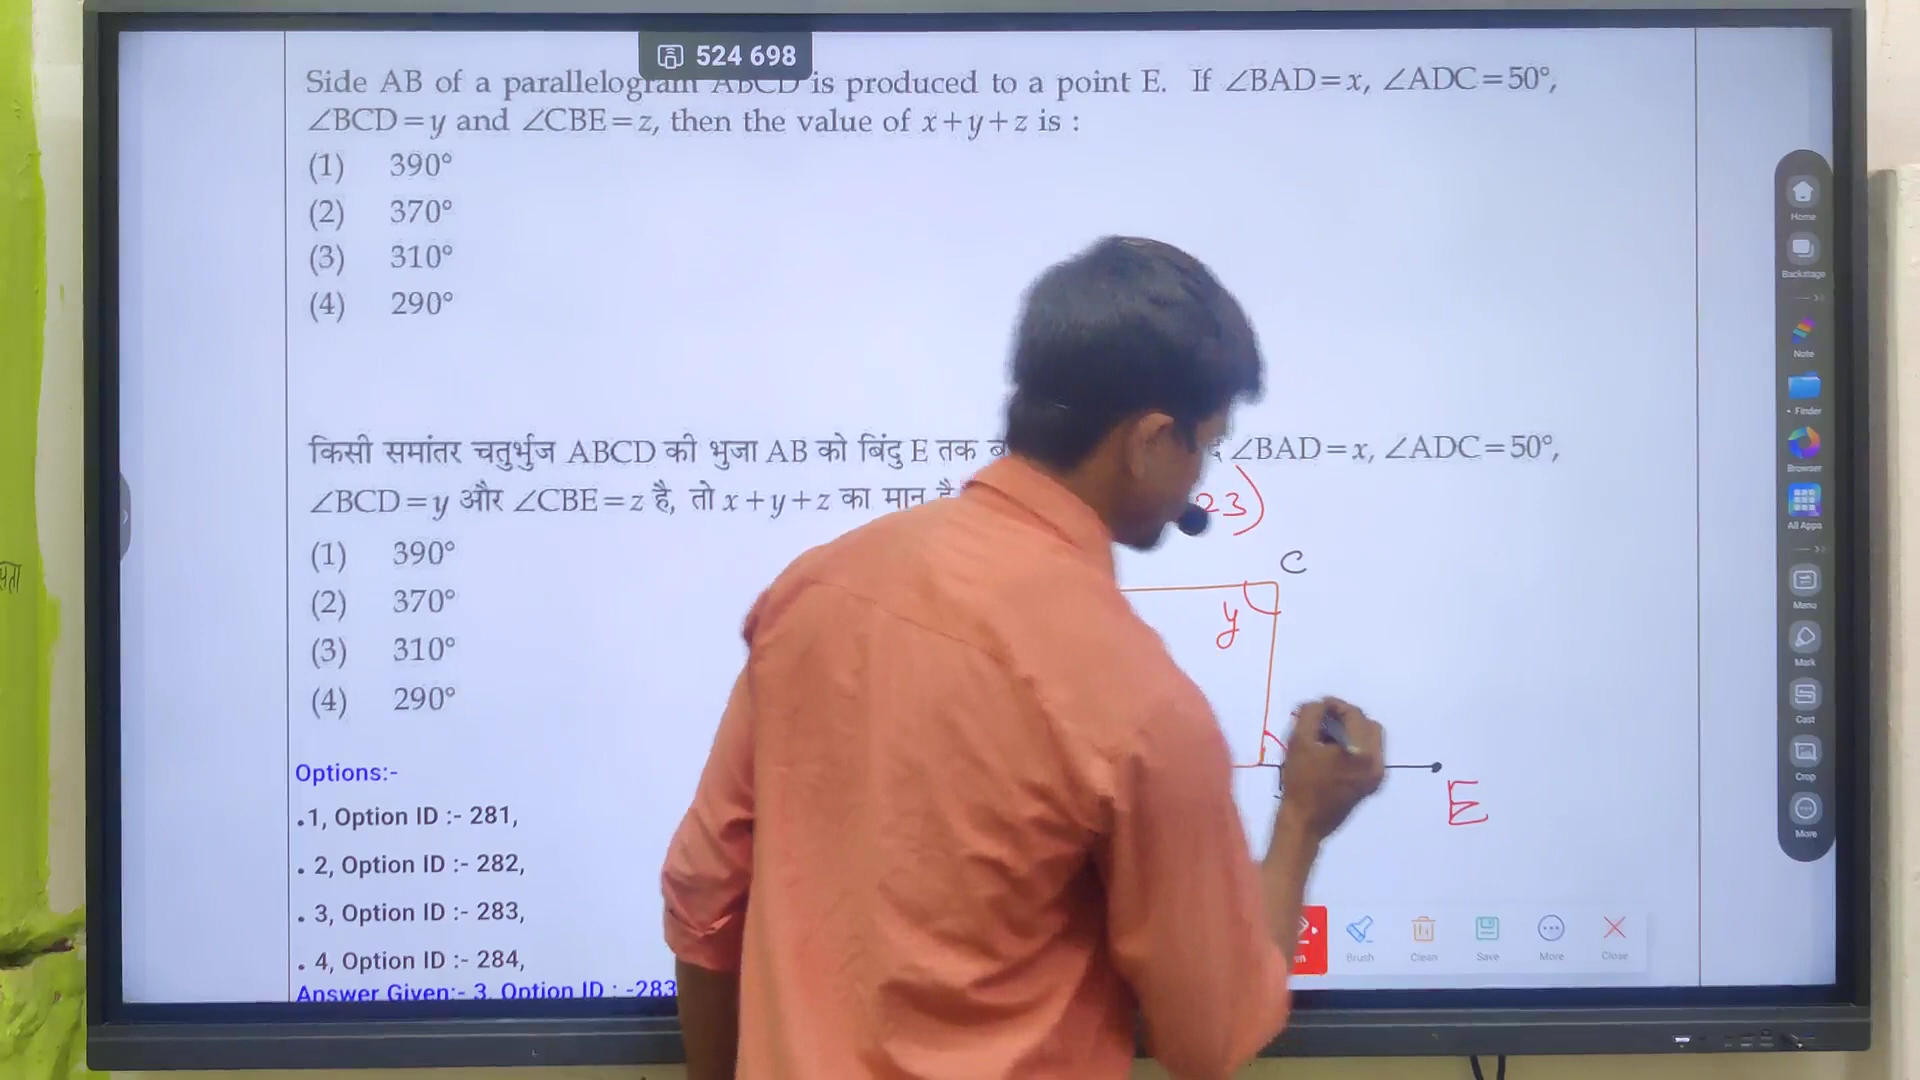 524 698
Side AB of a parallelogram ABCD is produced to a point E. If ∠BAD=x, ∠ADC=50°,
∠BCD=y and ∠CBE=z, then the value of x+y+z is :
(1) 390°
(2) 370°
(3) 310°
(4) 290°
किसी समांतर चतुर्भुज ABCD की भुजा AB को बिंदु E तक ∠BAD=x, ∠ADC=50°,
∠BCD=y और ∠CBE=z है, तो x+y+z का मान है
(1) 390°
(2) 370°
(3) 310°
(4) 290°
23)
C
y
E
Options:-
.1, Option ID :- 281,
. 2, Option ID :- 282,
. 3, Option ID :- 283,
. 4, Option ID :- 284,
Answer Given:- 3, Option ID : -283
Home
Backstage
Note
Finder
Browser
All Apps
Menu
Mark
Cast
Crop
More
Brush
Clean
Save
More
Close